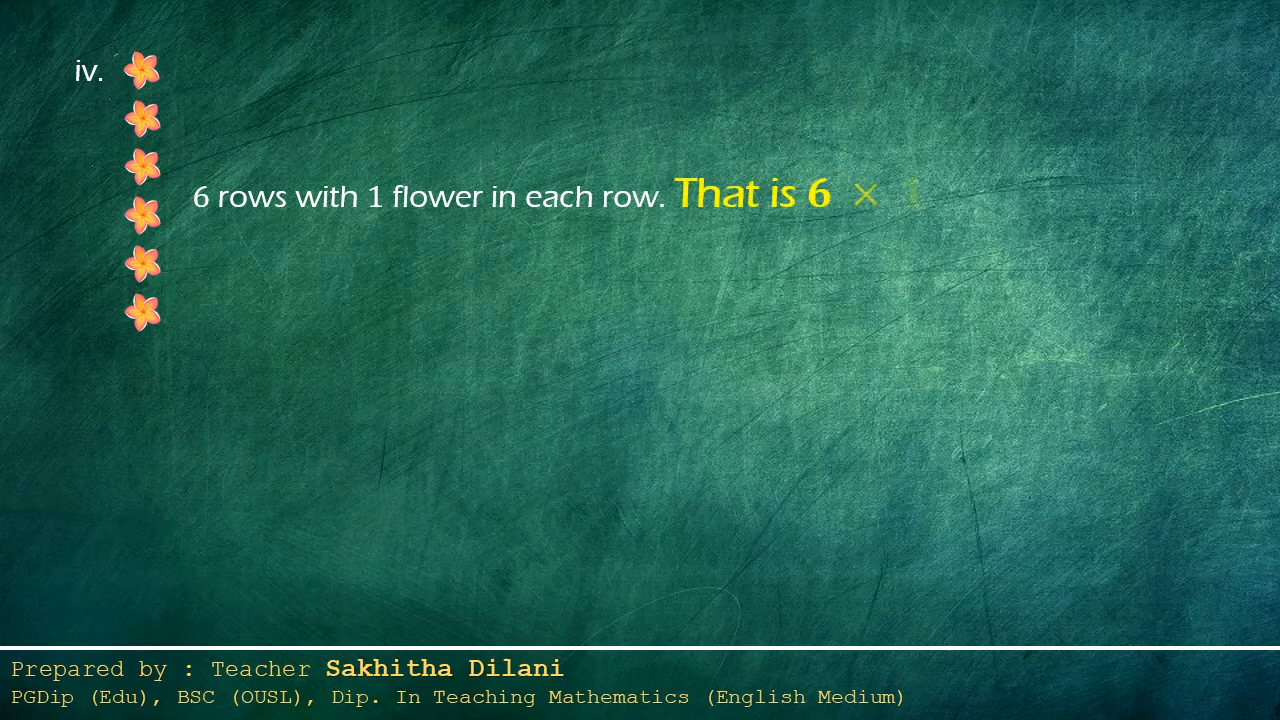 iv.
6 rows with 1 flower in each row. That is 6 × 1
Prepared by : Teacher Sakhitha Dilani
PGDip (Edu), BSC (OUSL), Dip. In Teaching Mathematics (English Medium)